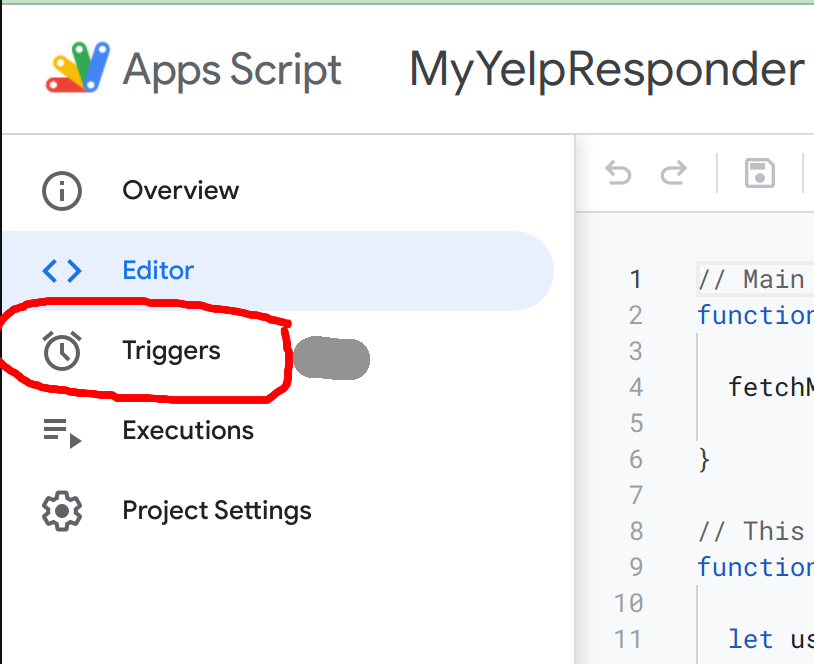 Apps Script MyYelpResponder
Overview
Editor
Triggers
Executions
Project Settings
1 // Main
2 function
3
4 fetchM
5
6 }
7
8 // This
9 function
10
11 let us